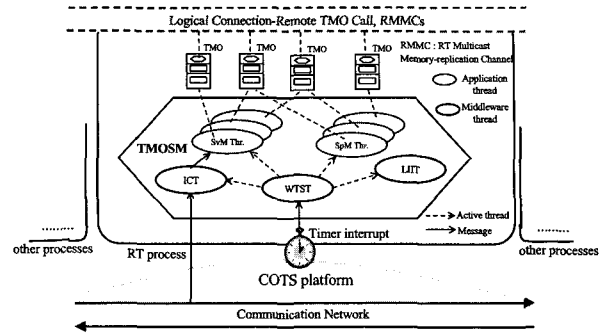 Logical Connection-Remote TMO Call, RMMCs
TMO
TMO
TMO
TMO
RMMC : RT Multicast
Memory-replication Channel
Application
thread
Middleware
thread
TMOSM
SvM Thr.
SpM Thr.
ICT
WTST
LIIT
Active thread
Message
Timer interrupt
other processes
RT process
COTS platform
other processes
Communication Network